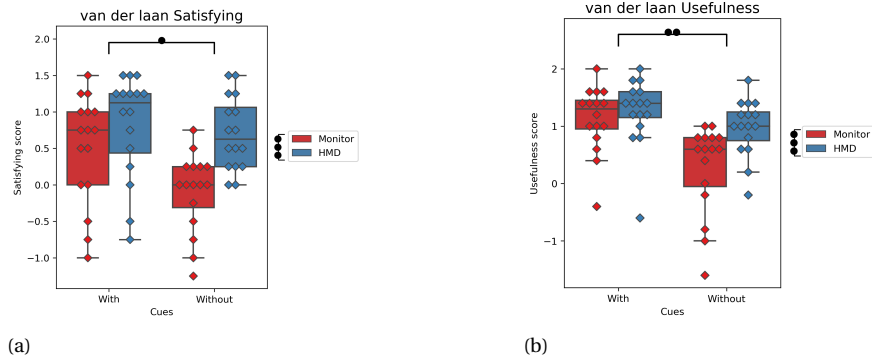 van der laan Satisfying
2.0
1.5
1.0
0.5
0.0
−0.5
−1.0
Satisfying score
With
Without
Cues
Monitor
HMD
(a)
van der laan Usefulness
2
1
0
−1
Usefulness score
With
Without
Cues
Monitor
HMD
(b)